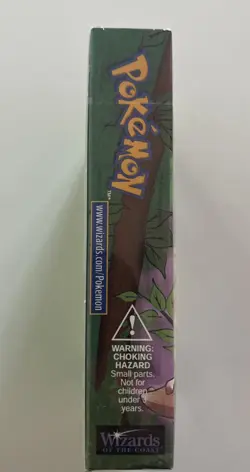 POKéMON
TM
www.wizards.com/Pokemon
WARNING:
CHOKING
HAZARD
Small parts.
Not for
children
under 3
years.
Wizards
OF THE COAST